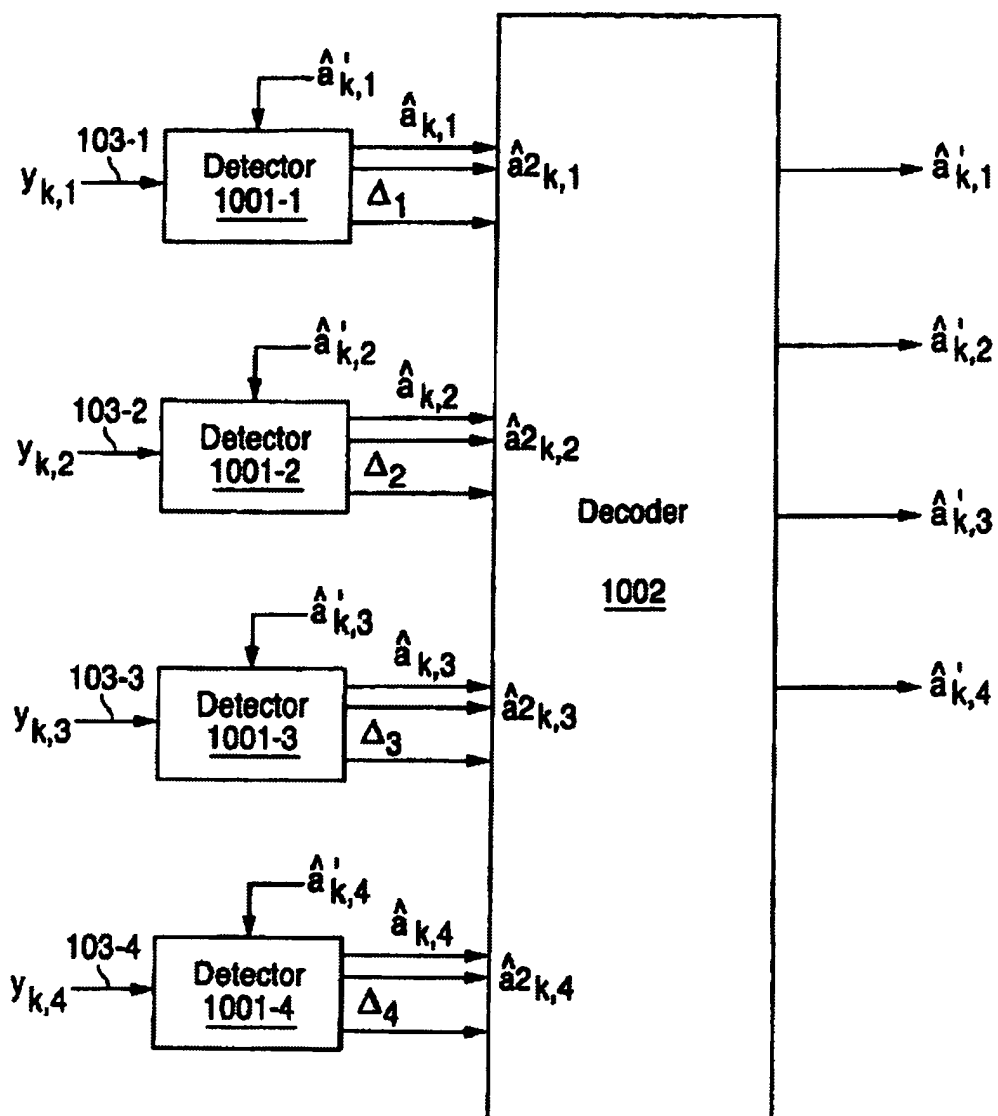 â'k,1
103-1
âk,1
yk,1
Detector
1001-1
Δ1
â2k,1
â'k,1
â'k,2
103-2
âk,2
yk,2
Detector
1001-2
Δ2
â2k,2
â'k,2
Decoder
1002
â'k,3
103-3
âk,3
yk,3
Detector
1001-3
Δ3
â2k,3
â'k,3
â'k,4
103-4
âk,4
yk,4
Detector
1001-4
Δ4
â2k,4
â'k,4